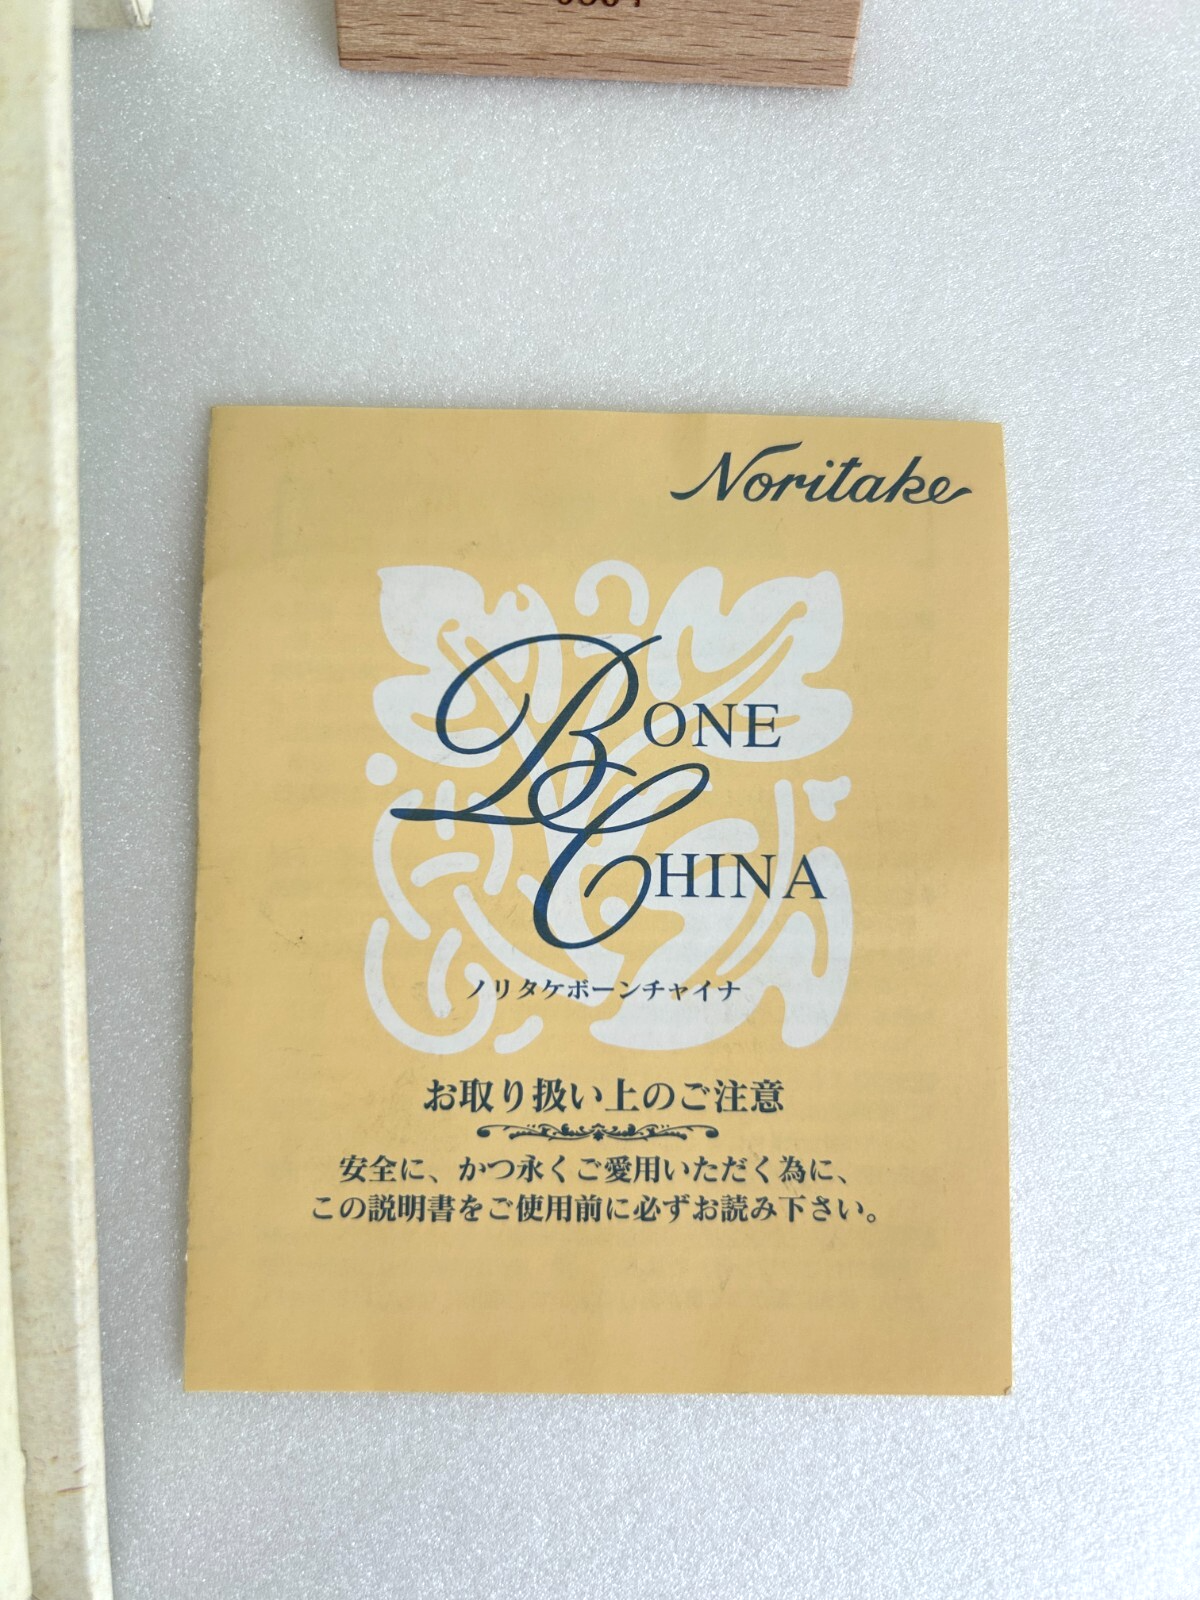 Noritake
BONE
CHINA
ノリタケボーンチャイナ
お取り扱い上のご注意
安全に、かつ永くご愛用いただく為に、
この説明書をご使用前に必ずお読み下さい。